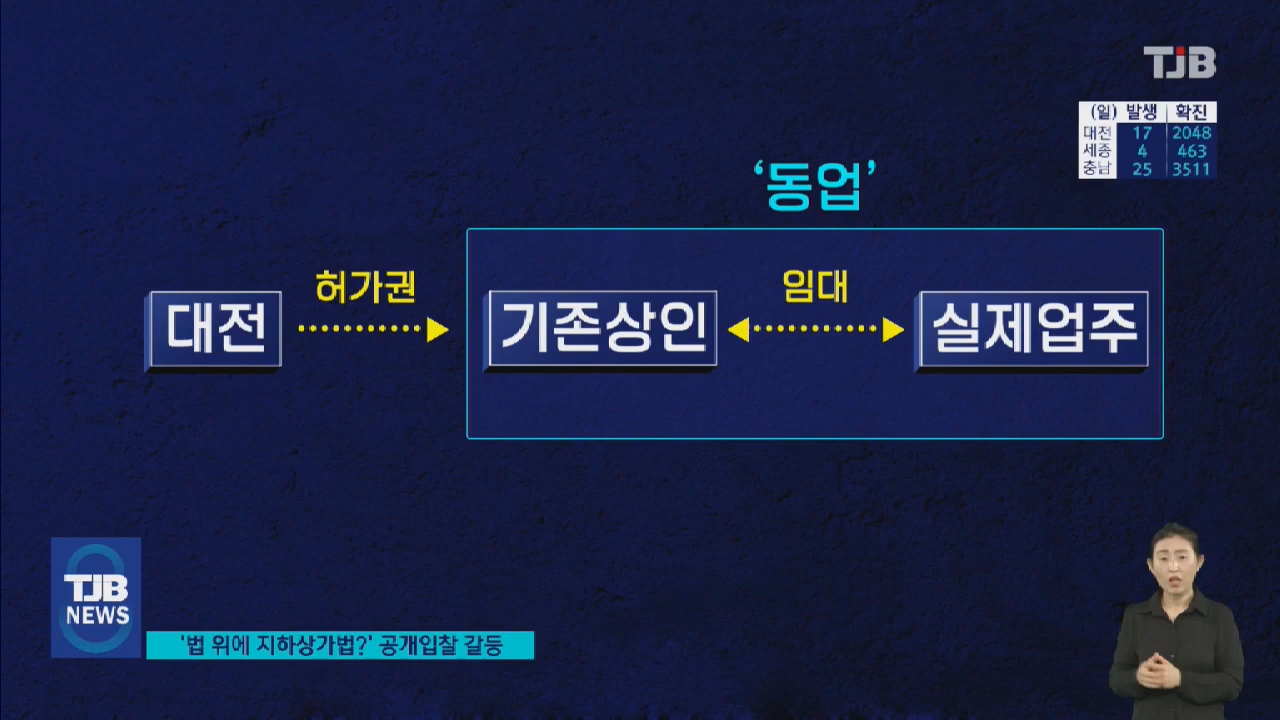 TJB
(일) 발생 확진
대전 17 2048
세종 4 463
충남 25 3511
‘동업’
허가권
임대
대전
기존상인
실제업주
8
TJB
NEWS
'법 위에 지하상가법?' 공개입찰 갈등